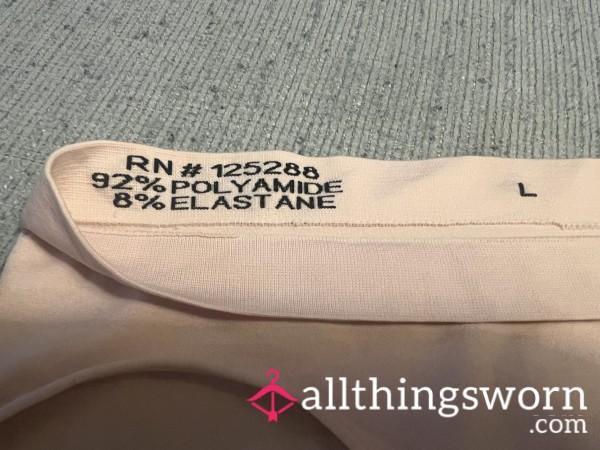 RN # 125288
92% POLYAMIDE
8% ELASTANE
L
allthingsworn
.com